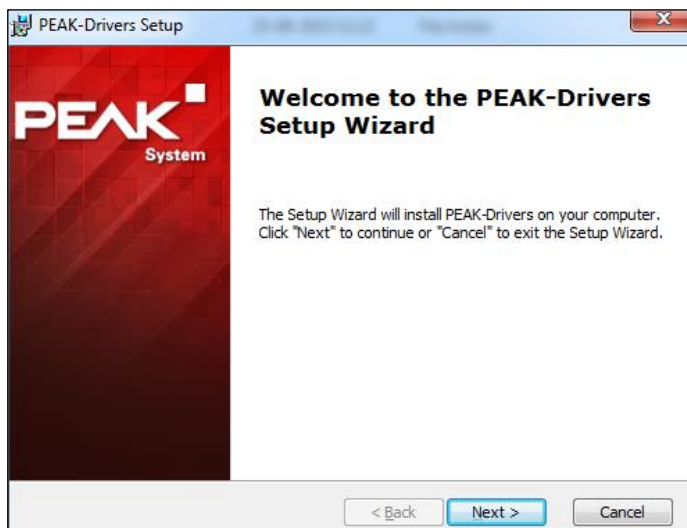 PEAK-Drivers Setup
PEAK
System
Welcome to the PEAK-Drivers
Setup Wizard
The Setup Wizard will install PEAK-Drivers on your computer.
Click "Next" to continue or "Cancel" to exit the Setup Wizard.
< Back
Next >
Cancel